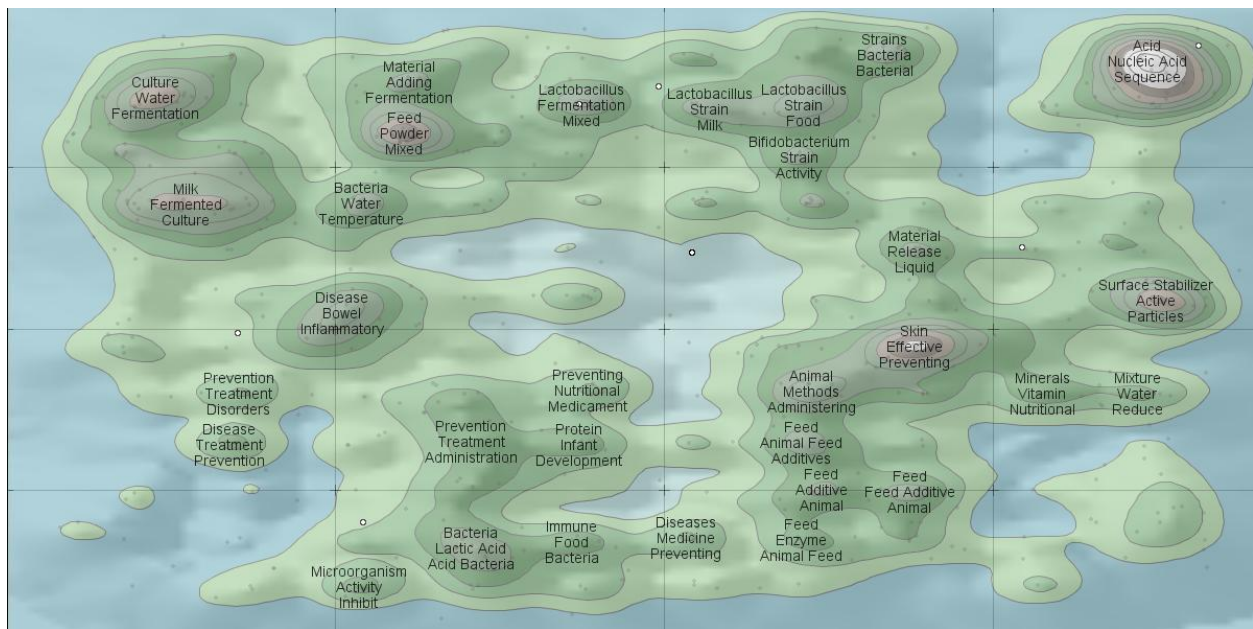 Culture
Water
Fermentation
Material
Adding
Fermentation
Feed
Powder
Mixed
Lactobacillus
Fermentation
Mixed
Lactobacillus
Strain
Milk
Lactobacillus
Strain
Food
Strains
Bacteria
Bacterial
Acid
Nucleic Acid
Sequence
Bifidobacterium
Strain
Activity
Milk
Fermented
Culture
Bacteria
Water
Temperature
Material
Release
Liquid
Surface Stabilizer
Active
Particles
Disease
Bowel
Inflammatory
Skin
Effective
Preventing
Prevention
Treatment
Disorders
Preventing
Nutritional
Medicament
Animal
Methods
Administering
Minerals
Vitamin
Nutritional
Mixture
Water
Reduce
Disease
Treatment
Prevention
Prevention
Treatment
Administration
Protein
Infant
Development
Feed
Animal Feed
Additives
Feed
Additive
Animal
Feed
Feed Additive
Animal
Bacteria
Lactic Acid
Acid Bacteria
Immune
Food
Bacteria
Diseases
Medicine
Preventing
Feed
Enzyme
Animal Feed
Microorganism
Activity
Inhibit